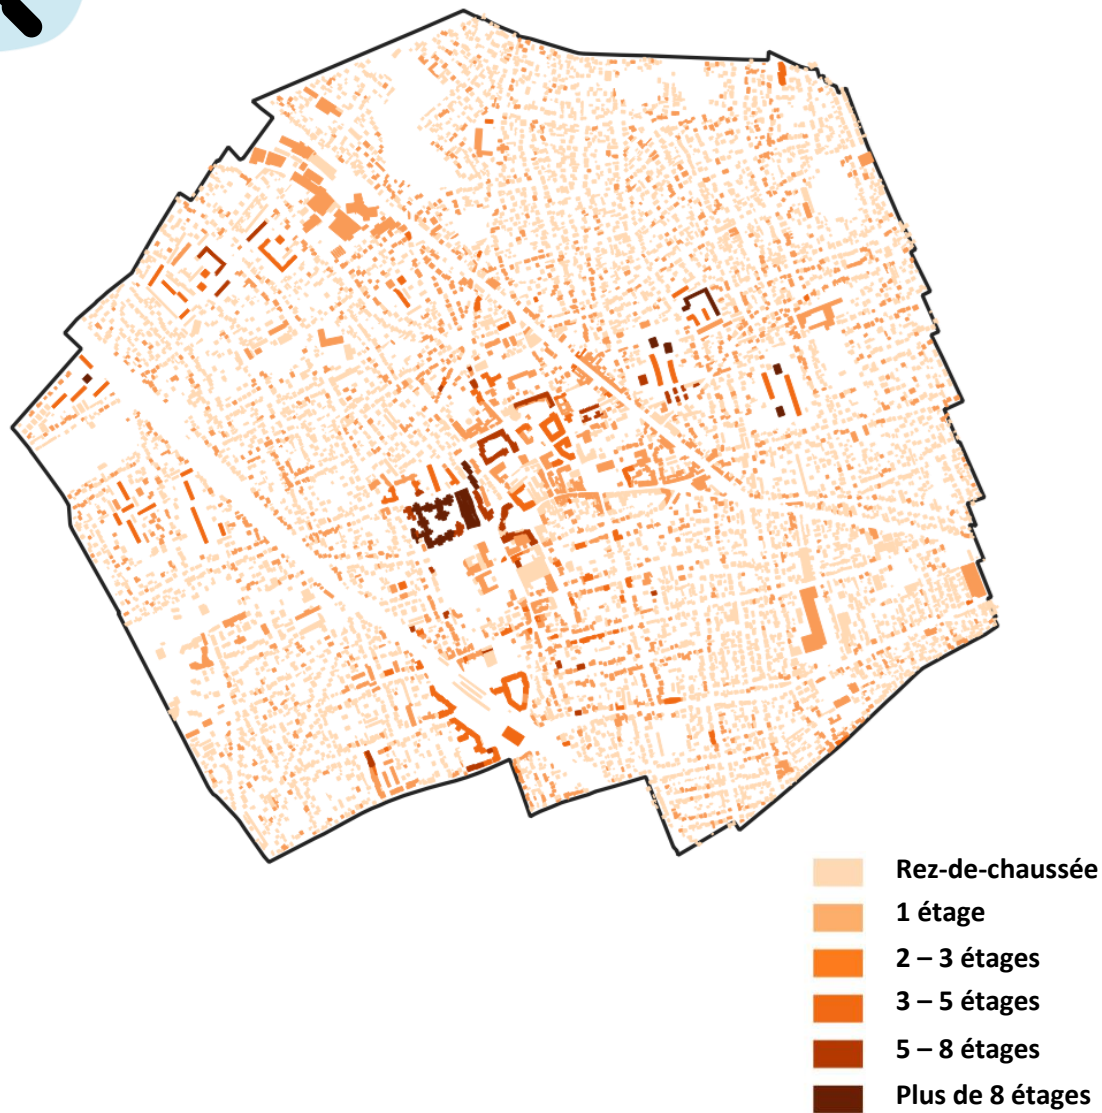 Rez-de-chaussée
1 étage
2 – 3 étages
3 – 5 étages
5 – 8 étages
Plus de 8 étages